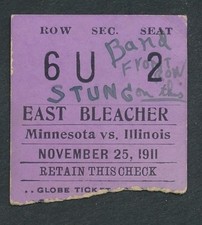 ROW SEC. SEAT
6 U 2
Band
Front Row
STUNG on this
EAST BLEACHER
Minnesota vs. Illinois
NOVEMBER 25, 1911
RETAIN THIS CHECK
GLOBE TICKET